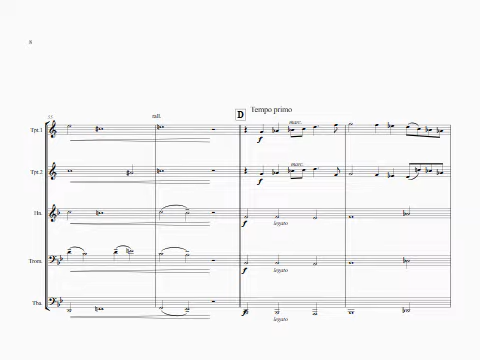 8
53
rall.
D
Tempo primo
Tpt.1
marc.
f
Tpt.2
marc.
f
Hn.
f
legato
Trom.
f
legato
Tba.
f
legato